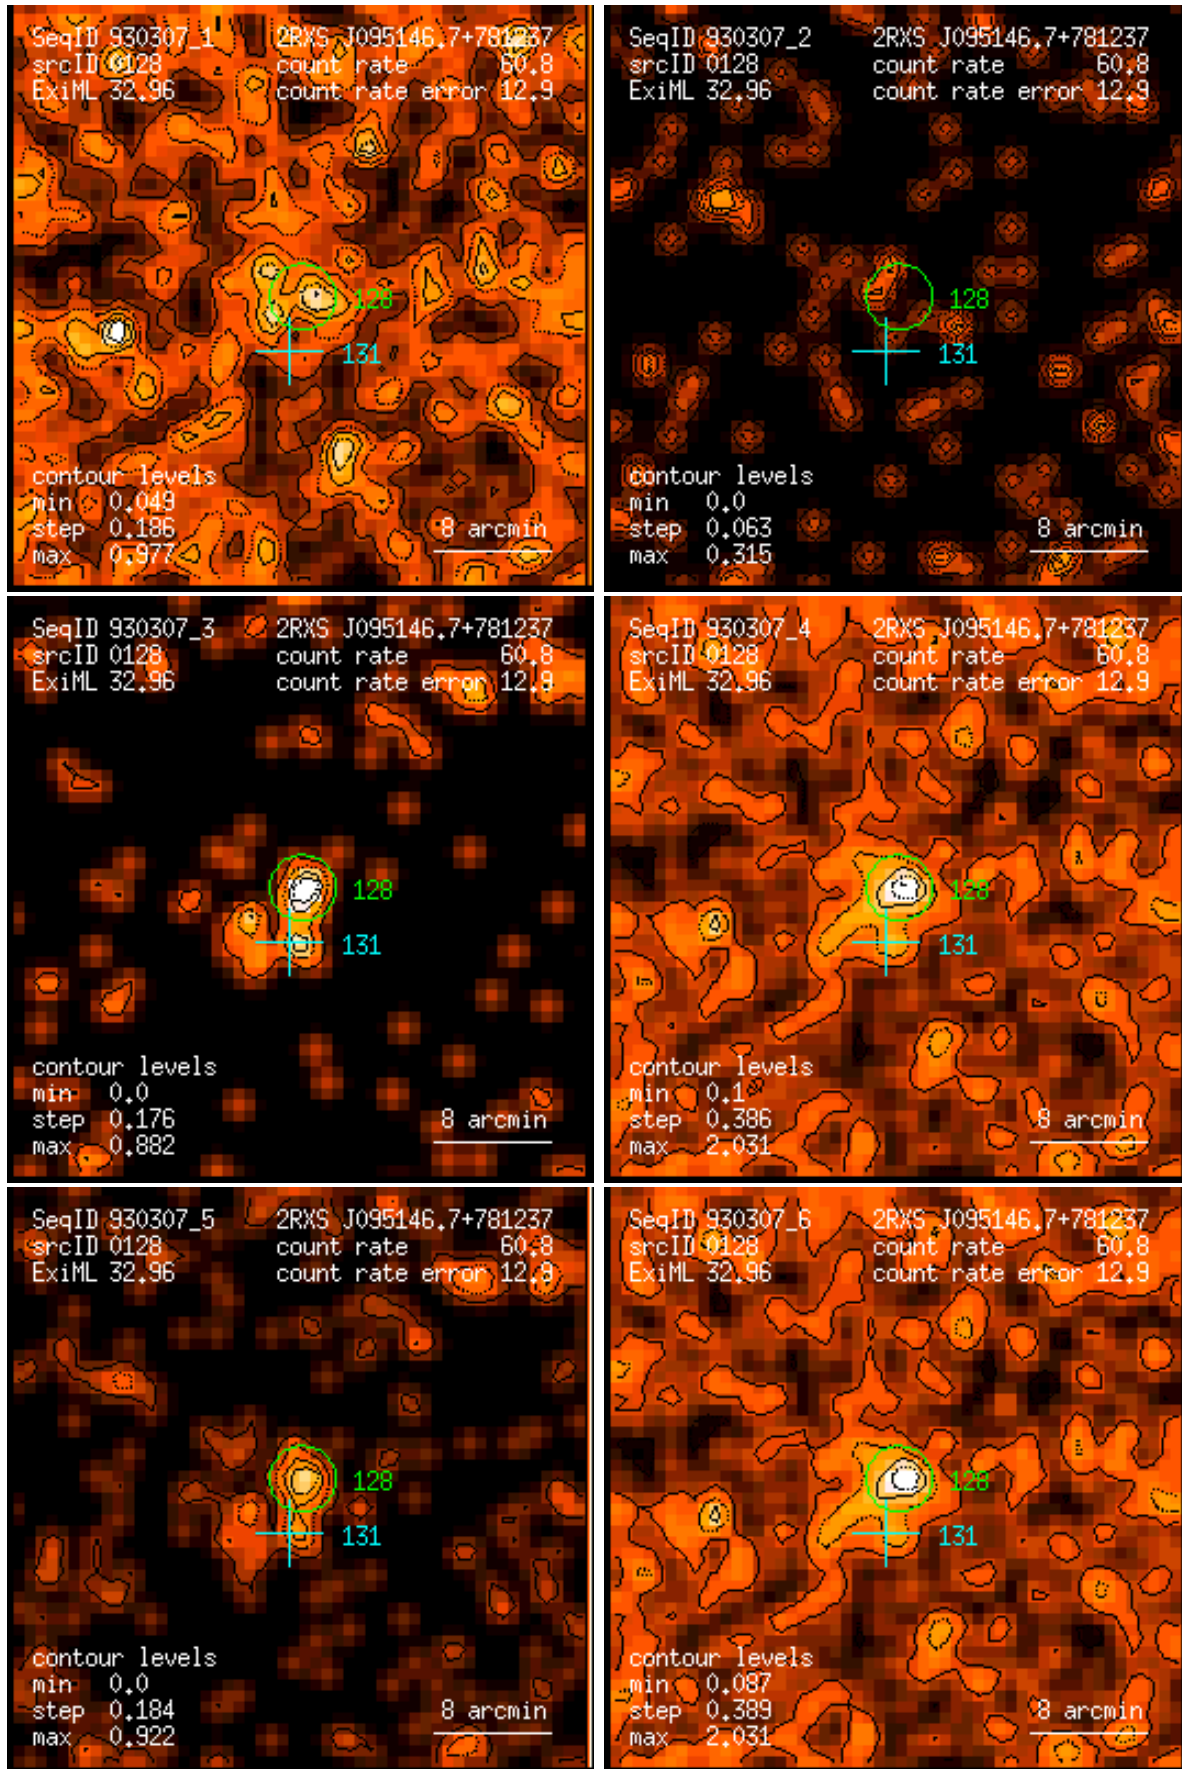 SeqID 930307_1 2RXS J095146.7+781237
srcID 0128 count rate 60.8
ExiML 32.96 count rate error 12.9
128
131
contour levels
min 0.049
step 0.186 8 arcmin
max 0.977
SeqID 930307_2 2RXS J095146.7+781237
srcID 0128 count rate 60.8
ExiML 32.96 count rate error 12.9
128
131
contour levels
min 0.0
step 0.063 8 arcmin
max 0.315
SeqID 930307_3 2RXS J095146.7+781237
srcID 0128 count rate 60.8
ExiML 32.96 count rate error 12.9
128
131
contour levels
min 0.0
step 0.176 8 arcmin
max 0.882
SeqID 930307_4 2RXS J095146.7+781237
srcID 0128 count rate 60.8
ExiML 32.96 count rate error 12.9
128
131
contour levels
min 0.1
step 0.386 8 arcmin
max 2.031
SeqID 930307_5 2RXS J095146.7+781237
srcID 0128 count rate 60.8
ExiML 32.96 count rate error 12.9
128
131
contour levels
min 0.0
step 0.184 8 arcmin
max 0.922
SeqID 930307_6 2RXS J095146.7+781237
srcID 0128 count rate 60.8
ExiML 32.96 count rate error 12.9
128
131
contour levels
min 0.087
step 0.389 8 arcmin
max 2.031